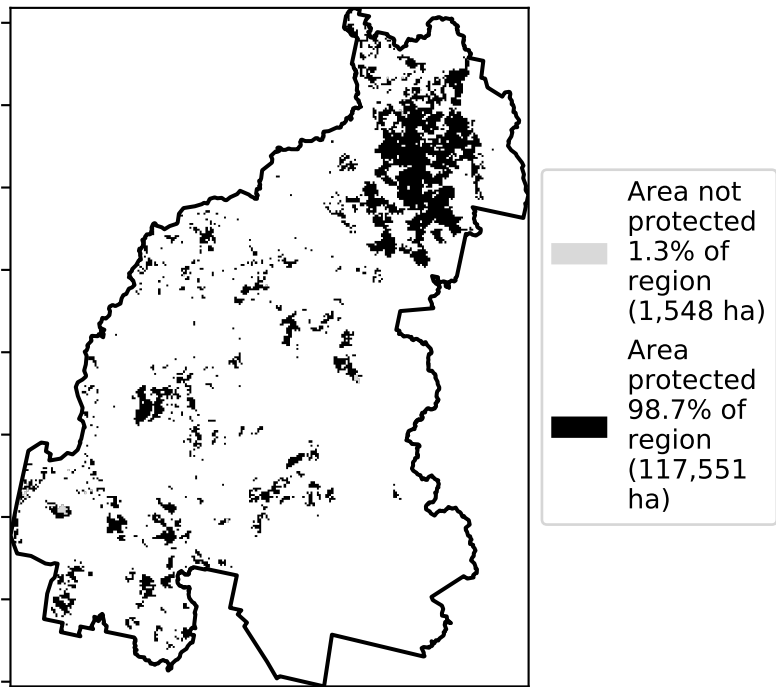 Area not
protected
1.3% of
region
(1,548 ha)
Area
protected
98.7% of
region
(117,551
ha)